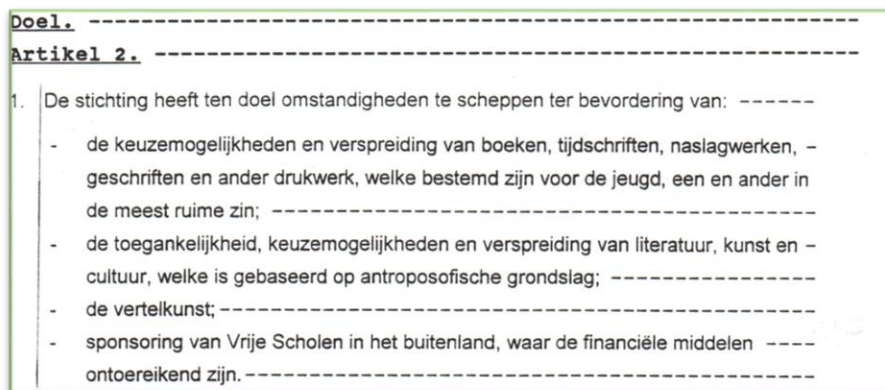 Doel. ----------------------------------------------------------
Artikel 2. -----------------------------------------------------
1. De stichting heeft ten doel omstandigheden te scheppen ter bevordering van: ------
- de keuzemogelijkheden en verspreiding van boeken, tijdschriften, naslagwerken, –
geschriften en ander drukwerk, welke bestemd zijn voor de jeugd, een en ander in
de meest ruime zin; ------------------------------------------
- de toegankelijkheid, keuzemogelijkheden en verspreiding van literatuur, kunst en –
cultuur, welke is gebaseerd op antroposofische grondslag; ----------------
- de vertelkunst; ----------------------------------------------
- sponsoring van Vrije Scholen in het buitenland, waar de financiële middelen ----
ontoereikend zijn. --------------------------------------------